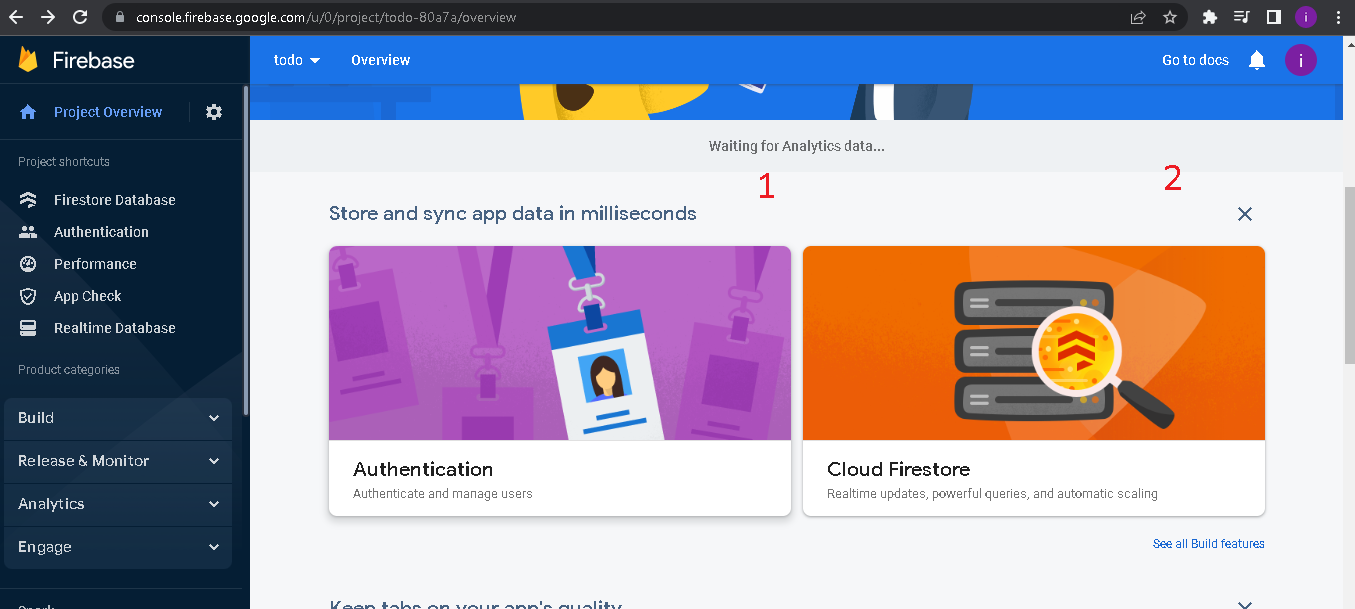 console.firebase.google.com/u/0/project/todo-80a7a/overview
i
Firebase
todo
Overview
Go to docs
i
Project Overview
Waiting for Analytics data...
Project shortcuts
1
2
Firestore Database
Store and sync app data in milliseconds
Authentication
Performance
App Check
Realtime Database
Product categories
Build
Release & Monitor
Analytics
Engage
Authentication
Authenticate and manage users
Cloud Firestore
Realtime updates, powerful queries, and automatic scaling
See all Build features
Spark
Keep tabs on your app's quality